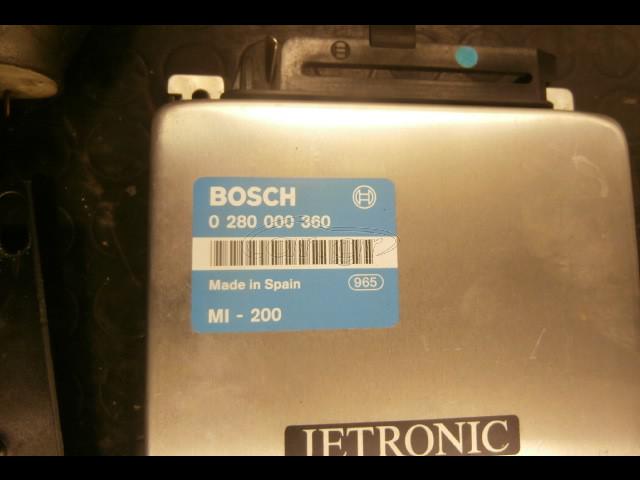 BOSCH
0 280 000 360
Made in Spain 965
MI - 200
JETRONIC